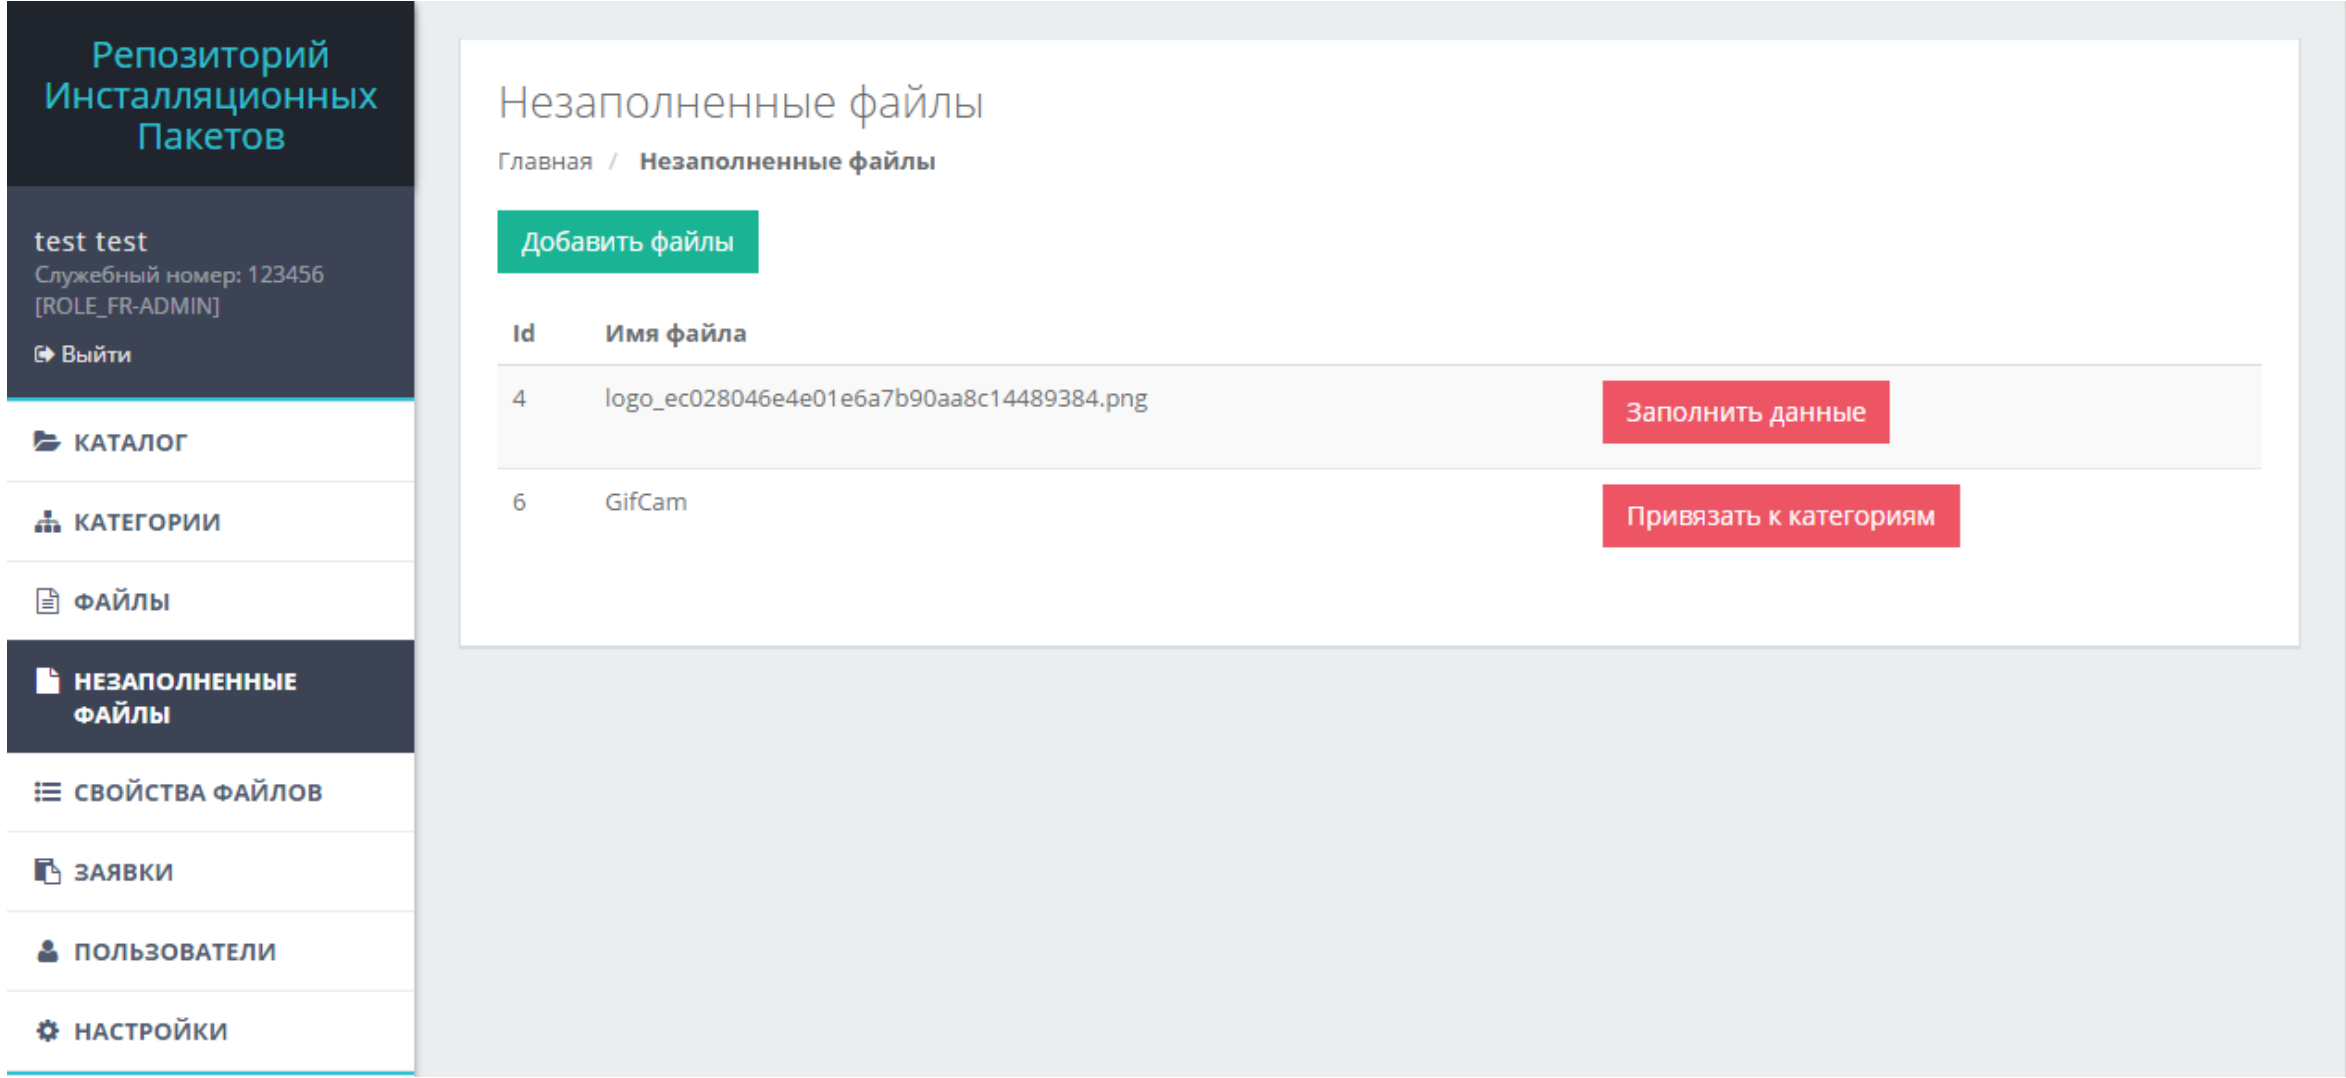 Репозиторий
Инсталляционных
Пакетов
test test
Служебный номер: 123456
[ROLE_FR-ADMIN]
Выйти
КАТАЛОГ
КАТЕГОРИИ
ФАЙЛЫ
НЕЗАПОЛНЕННЫЕ
ФАЙЛЫ
СВОЙСТВА ФАЙЛОВ
ЗАЯВКИ
ПОЛЬЗОВАТЕЛИ
НАСТРОЙКИ
Незаполненные файлы
Главная / Незаполненные файлы
Добавить файлы
Id Имя файла
4 logo_ec028046e4e01e6a7b90aa8c14489384.png Заполнить данные
6 GifCam Привязать к категориям